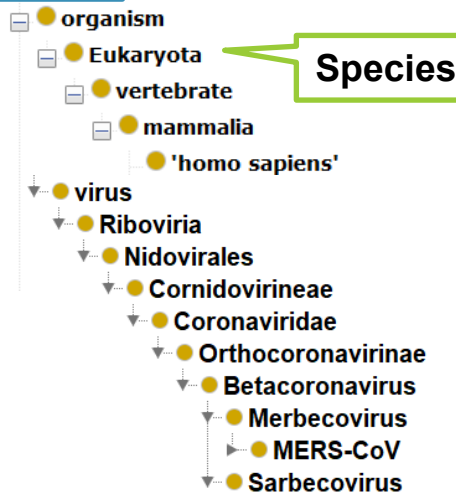 organism
Eukaryota
Species
vertebrate
mammalia
'homo sapiens'
virus
Riboviria
Nidovirales
Cornidovirineae
Coronaviridae
Orthocoronavirinae
Betacoronavirus
Merbecovirus
MERS-CoV
Sarbecovirus